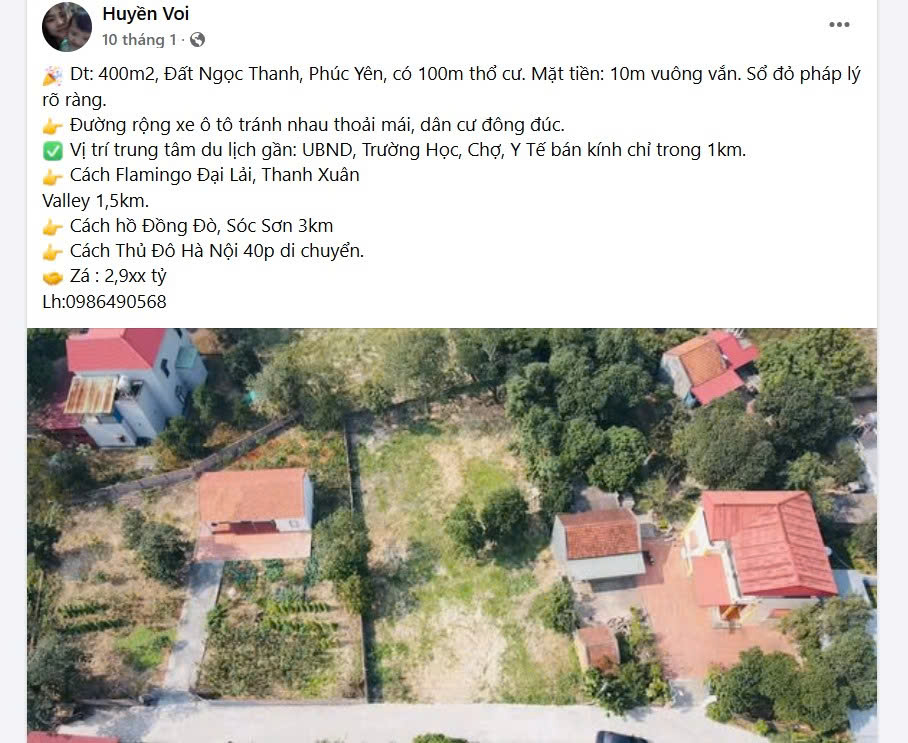 Huyền Voi
10 tháng 1 ·
Dt: 400m2, Đất Ngọc Thanh, Phúc Yên, có 100m thổ cư. Mặt tiền: 10m vuông vắn. Sổ đỏ pháp lý
rõ ràng.
Đường rộng xe ô tô tránh nhau thoải mái, dân cư đông đúc.
Vị trí trung tâm du lịch gần: UBND, Trường Học, Chợ, Y Tế bán kính chỉ trong 1km.
Cách Flamingo Đại Lải, Thanh Xuân
Valley 1,5km.
Cách hồ Đồng Đò, Sóc Sơn 3km
Cách Thủ Đô Hà Nội 40p di chuyển.
Zá : 2,9xx tỷ
Lh:0986490568